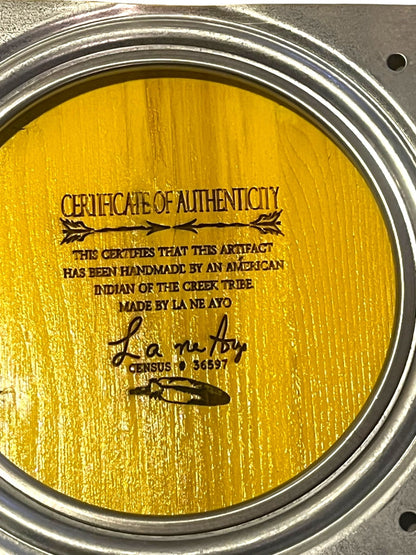 CERTIFICATE OF AUTHENTICITY
THIS CERTIFIES THAT THIS ARTIFACT
HAS BEEN HANDMADE BY AN AMERICAN
INDIAN OF THE CREEK TRIBE.
MADE BY LA NE AYO
La ne Ayo
CENSUS # 36597